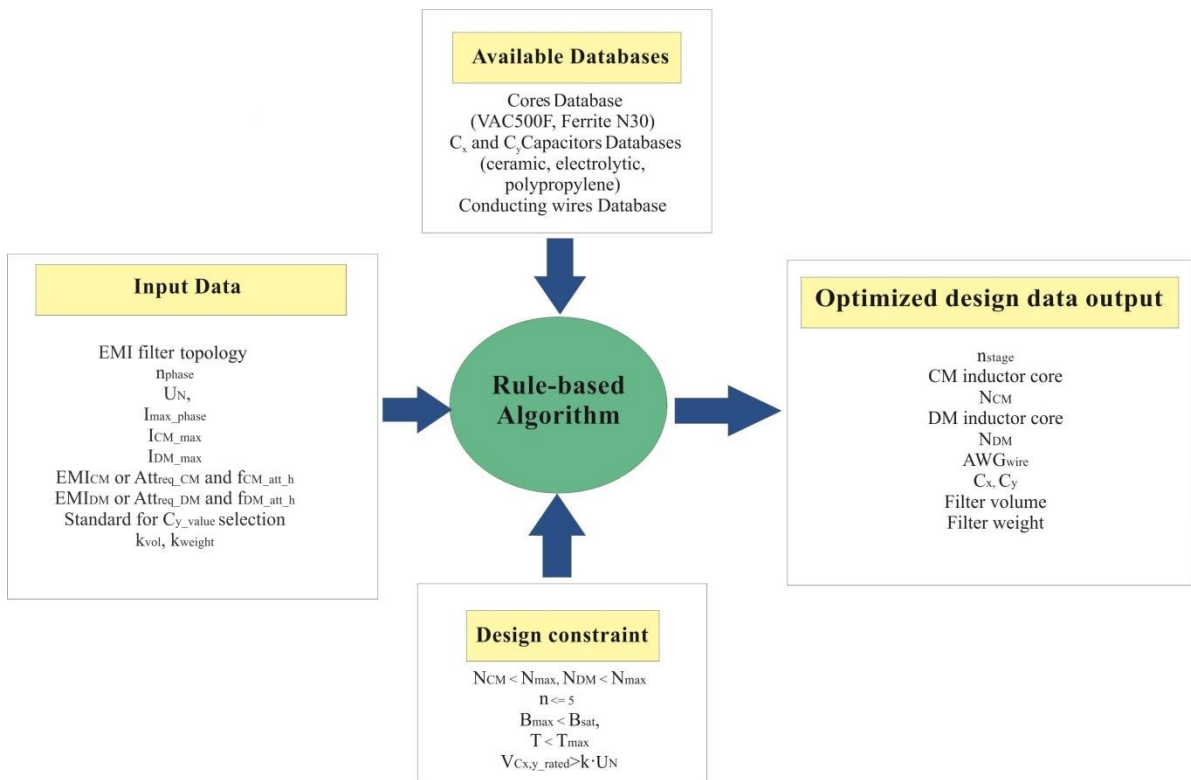 Available Databases
Cores Database
(VAC500F, Ferrite N30)
Cx and CyCapacitors Databases
(ceramic, electrolytic,
polypropylene)
Conducting wires Database
Input Data
EMI filter topology
nphase
UN,
Imax_phase
ICM_max
IDM_max
EMICM or Attreq_CM and fCM_att_h
EMIDM or Attreq_DM and fDM_att_h
Standard for Cy_value selection
kvol, kweight
Rule-based
Algorithm
Optimized design data output
nstage
CM inductor core
NCM
DM inductor core
NDM
AWGwire
Cx, Cy
Filter volume
Filter weight
Design constraint
NCM < Nmax, NDM < Nmax
n <= 5
Bmax < Bsat,
T < Tmax
VCx,y_rated>k·UN